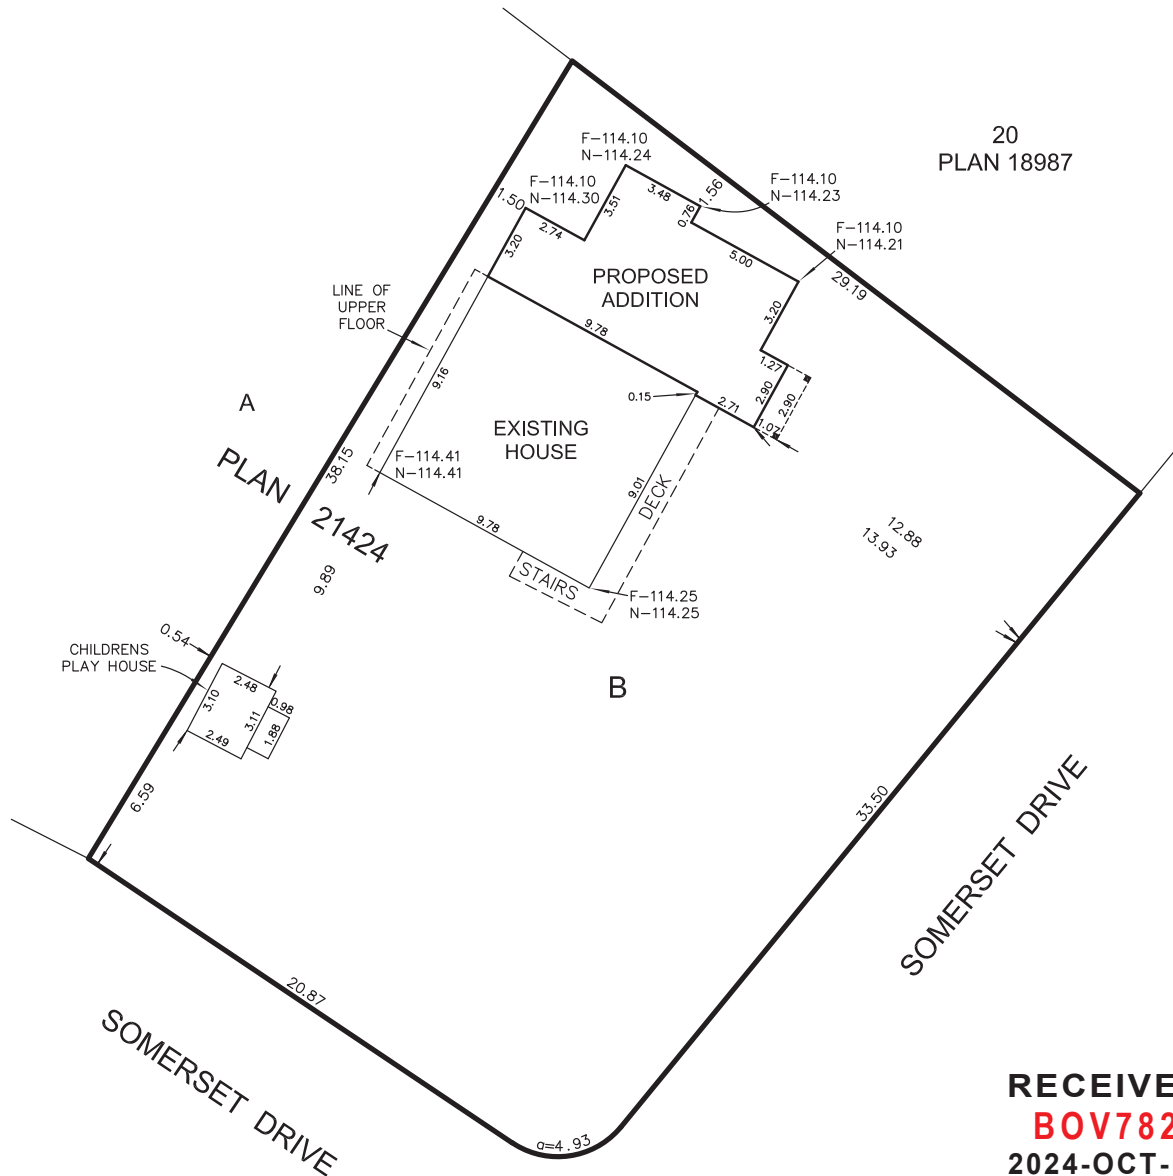 20
PLAN 18987
F-114.10
N-114.24
F-114.10
N-114.30
F-114.10
N-114.23
F-114.10
N-114.21
1.50
3.48
1.56
0.76
3.51
2.74
3.20
5.00
29.19
PROPOSED
ADDITION
LINE OF
UPPER
FLOOR
3.20
9.78
1.27
9.16
2.90
2.90
0.15
2.71
1.07
A
EXISTING
HOUSE
F-114.41
N-114.41
PLAN
38.15
21424
9.01
DECK
9.78
12.88
13.93
STAIRS
F-114.25
N-114.25
9.89
0.54
CHILDRENS
PLAY HOUSE
2.48
3.10
0.98
3.11
1.88
2.49
B
6.59
33.50
SOMERSET DRIVE
20.87
SOMERSET DRIVE
a=4.93
RECEIVE
BOV782
2024-OCT-